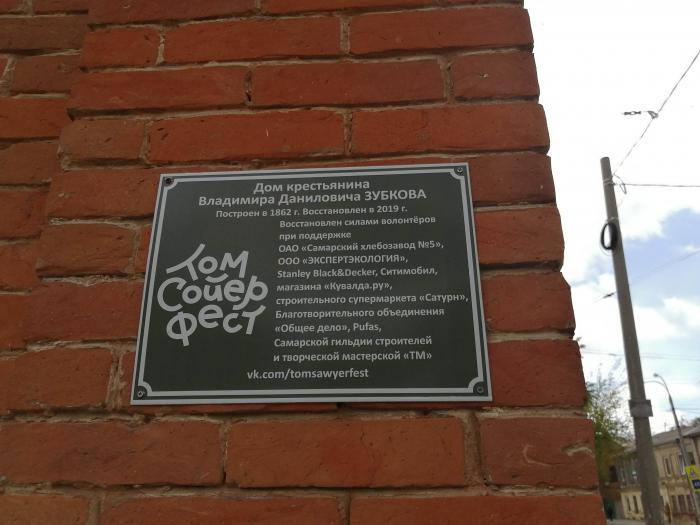 Дом крестьянина
Владимира Даниловича ЗУБКОВА
Построен в 1862 г. Восстановлен в 2019 г.
Восстановлен силами волонтёров
при поддержке
ОАО «Самарский хлебозавод №5»,
ООО «ЭКСПЕРТЭКОЛОГИЯ»,
Stanley Black&Decker, Ситимобил,
магазина «Кувалда.ру»,
строительного супермаркета «Сатурн»,
Благотворительного объединения
«Общее дело», Pufas,
Самарской гильдии строителей
и творческой мастерской «ТМ»
Том
Сойер
фест
vk.com/tomsawyerfest